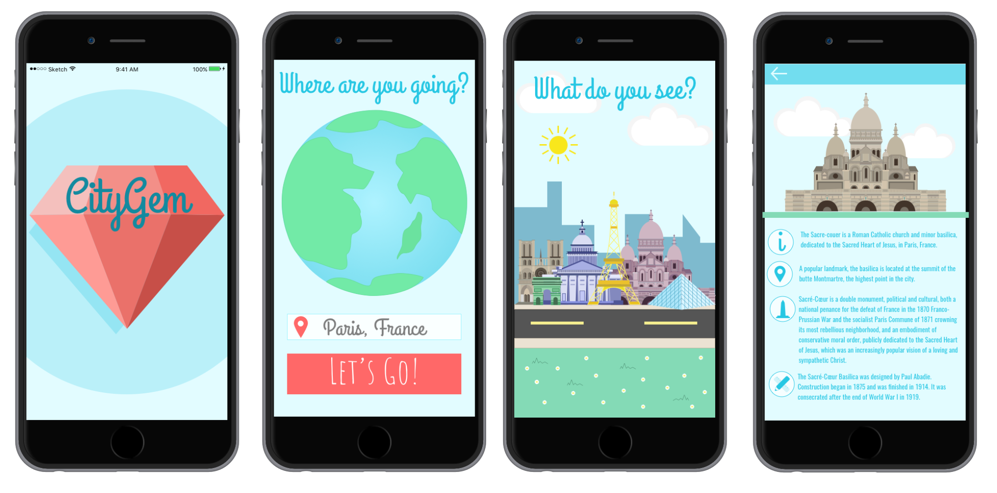 Sketch 9:41 AM 100%
CityGem
Where are you going?
Paris, France
LET'S GO!
What do you see?
The Sacre-couer is a Roman Catholic church and minor basilica,
dedicated to the Sacred Heart of Jesus, in Paris, France.
A popular landmark, the basilica is located at the summit of the
butte Montmartre, the highest point in the city.
Sacré-Cœur is a double monument, political and cultural, both a
national penance for the defeat of France in the 1870 Franco-
Prussian War and the socialist Paris Commune of 1871 crowning
its most rebellious neighborhood, and an embodiment of
conservative moral order, publicly dedicated to the Sacred Heart
of Jesus, which was an increasingly popular vision of a loving and
sympathetic Christ.
The Sacré-Cœur Basilica was designed by Paul Abadie.
Construction began in 1875 and was finished in 1914. It was
consecrated after the end of World War I in 1919.